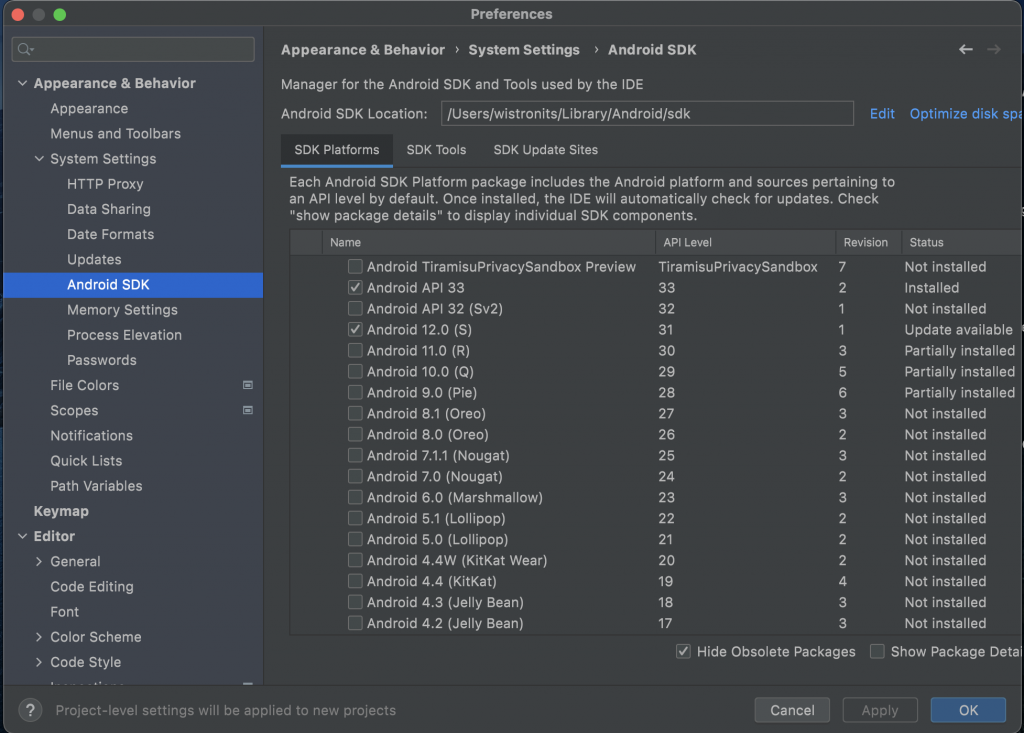 Preferences
Appearance & Behavior › System Settings › Android SDK
Manager for the Android SDK and Tools used by the IDE
Android SDK Location: /Users/wistronits/Library/Android/sdk Edit Optimize disk spa
SDK Platforms SDK Tools SDK Update Sites
Each Android SDK Platform package includes the Android platform and sources pertaining to
an API level by default. Once installed, the IDE will automatically check for updates. Check
"show package details" to display individual SDK components.
Name API Level Revision Status
Android TiramisuPrivacySandbox Preview TiramisuPrivacySandbox 7 Not installed
Android API 33 33 2 Installed
Android API 32 (Sv2) 32 1 Not installed
Android 12.0 (S) 31 1 Update available
Android 11.0 (R) 30 3 Partially installed
Android 10.0 (Q) 29 5 Partially installed
Android 9.0 (Pie) 28 6 Partially installed
Android 8.1 (Oreo) 27 3 Not installed
Android 8.0 (Oreo) 26 2 Not installed
Android 7.1.1 (Nougat) 25 3 Not installed
Android 7.0 (Nougat) 24 2 Not installed
Android 6.0 (Marshmallow) 23 3 Not installed
Android 5.1 (Lollipop) 22 2 Not installed
Android 5.0 (Lollipop) 21 2 Not installed
Android 4.4W (KitKat Wear) 20 2 Not installed
Android 4.4 (KitKat) 19 4 Not installed
Android 4.3 (Jelly Bean) 18 3 Not installed
Android 4.2 (Jelly Bean) 17 3 Not installed
Hide Obsolete Packages Show Package Detai
Appearance & Behavior
Appearance
Menus and Toolbars
System Settings
HTTP Proxy
Data Sharing
Date Formats
Updates
Android SDK
Memory Settings
Process Elevation
Passwords
File Colors
Scopes
Notifications
Quick Lists
Path Variables
Keymap
Editor
General
Code Editing
Font
Color Scheme
Code Style
? Project-level settings will be applied to new projects
Cancel Apply OK